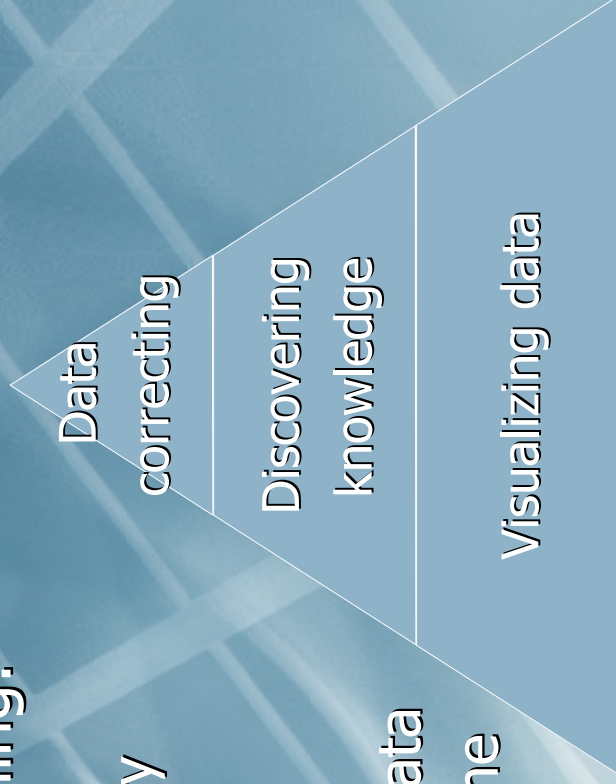 Data
correcting
Discovering
knowledge
Visualizing data